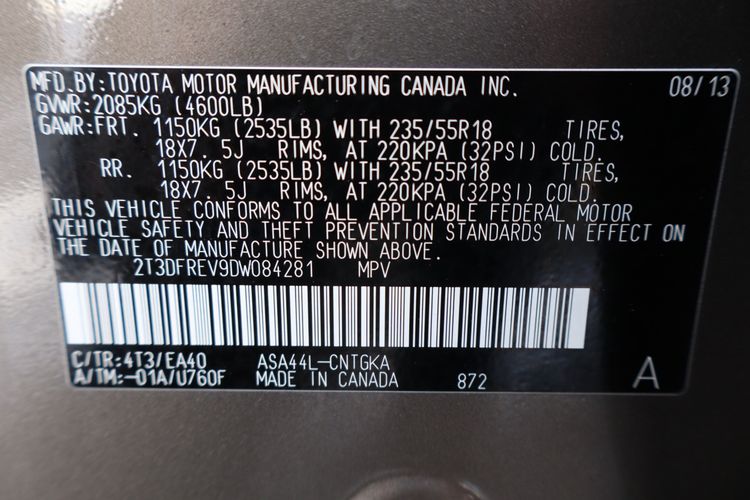 MFD.BY:TOYOTA MOTOR MANUFACTURING CANADA INC. 08/13
GVWR:2085KG (4600LB)
GAWR:FRT. 1150KG (2535LB) WITH 235/55R18 TIRES,
18X7. 5J RIMS, AT 220KPA (32PSI) COLD.
RR. 1150KG (2535LB) WITH 235/55R18 TIRES,
18X7. 5J RIMS, AT 220KPA (32PSI) COLD.
THIS VEHICLE CONFORMS TO ALL APPLICABLE FEDERAL MOTOR
VEHICLE SAFETY AND THEFT PREVENTION STANDARDS IN EFFECT ON
THE DATE OF MANUFACTURE SHOWN ABOVE.
2T3DFREV9DW084281 MPV
C/TR:4T3/EA40 ASA44L-CNTGKA
A/TM:-01A/U760F MADE IN CANADA 872 A